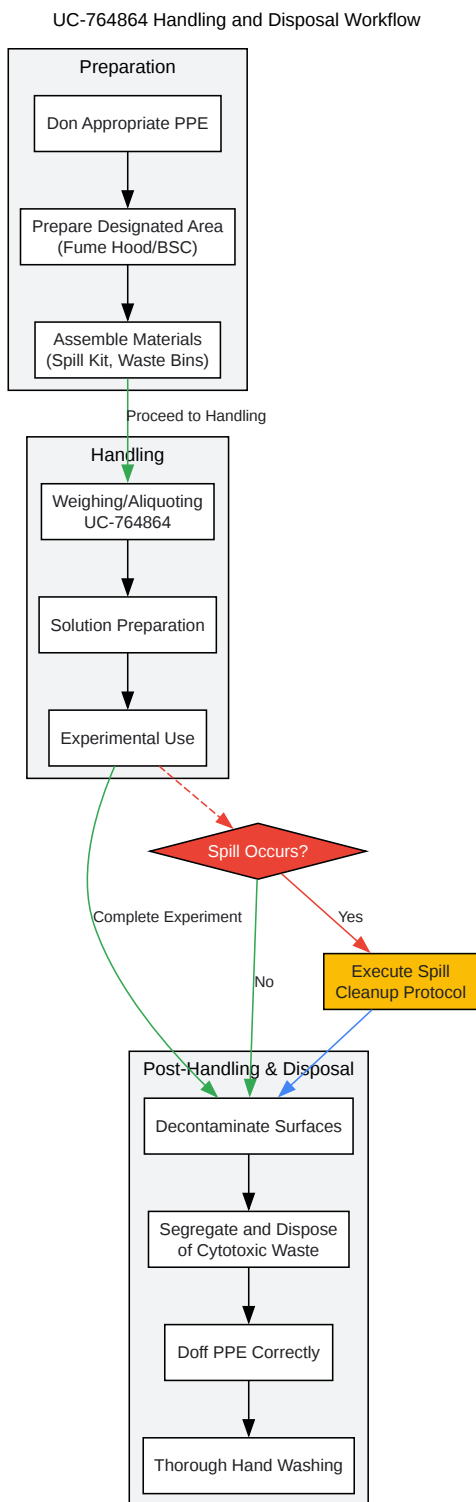 UC-764864 Handling and Disposal Workflow
Preparation
Don Appropriate PPE
Prepare Designated Area
(Fume Hood/BSC)
Assemble Materials
(Spill Kit, Waste Bins)
Proceed to Handling
Handling
Weighing/Aliquoting
UC-764864
Solution Preparation
Experimental Use
Spill Occurs?
Complete Experiment
Yes
No
Execute Spill
Cleanup Protocol
Post-Handling & Disposal
Decontaminate Surfaces
Segregate and Dispose
of Cytotoxic Waste
Doff PPE Correctly
Thorough Hand Washing